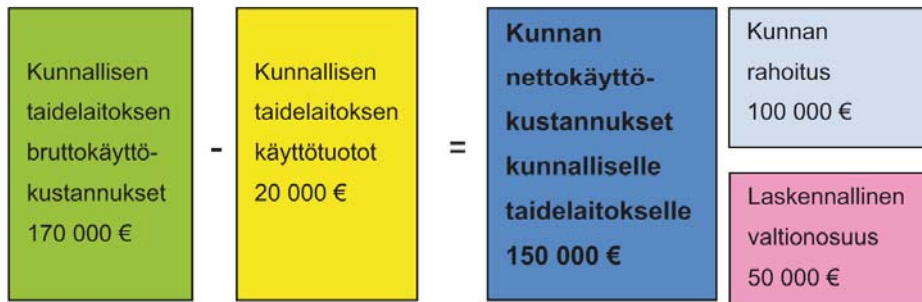 Kunnallisen
taidelaitoksen
bruttokäyttö-
kustannukset
170 000 €
-
Kunnallisen
taidelaitoksen
käyttötuotot
20 000 €
=
Kunnan
nettokäyttö-
kustannukset
kunnalliselle
taidelaitokselle
150 000 €
Kunnan
rahoitus
100 000 €
Laskennallinen
valtionosuus
50 000 €